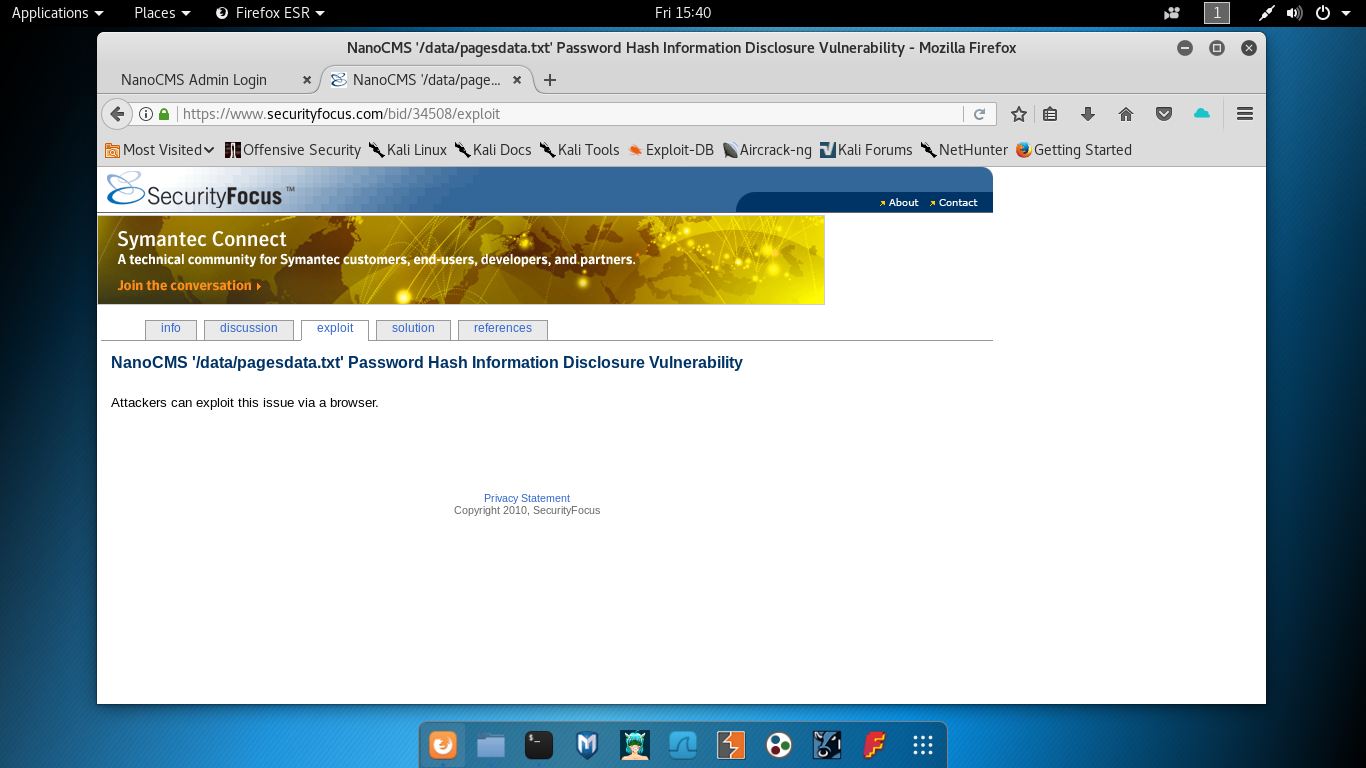 Applications Places Firefox ESR Fri 15:40 1
NanoCMS '/data/pagesdata.txt' Password Hash Information Disclosure Vulnerability - Mozilla Firefox
NanoCMS Admin Login NanoCMS '/data/page...
https://www.securityfocus.com/bid/34508/exploit
Most Visited Offensive Security Kali Linux Kali Docs Kali Tools Exploit-DB Aircrack-ng Kali Forums NetHunter Getting Started
SecurityFocus™
About Contact
Symantec Connect
A technical community for Symantec customers, end-users, developers, and partners.
Join the conversation
info discussion exploit solution references
NanoCMS '/data/pagesdata.txt' Password Hash Information Disclosure Vulnerability
Attackers can exploit this issue via a browser.
Privacy Statement
Copyright 2010, SecurityFocus
$_